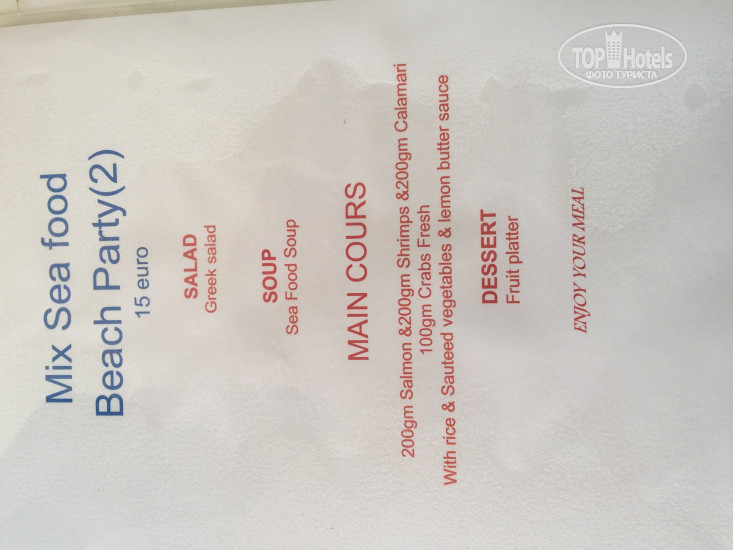 TOP Hotels
ФОТО ТУРИСТА
Mix Sea food
Beach Party(2)
15 euro
SALAD
Greek salad
SOUP
Sea Food Soup
MAIN COURS
200gm Salmon &200gm Shrimps &200gm Calamari
100gm Crabs Fresh
With rice & Sauteed vegetables & lemon butter sauce
DESSERT
Fruit platter
ENJOY YOUR MEAL